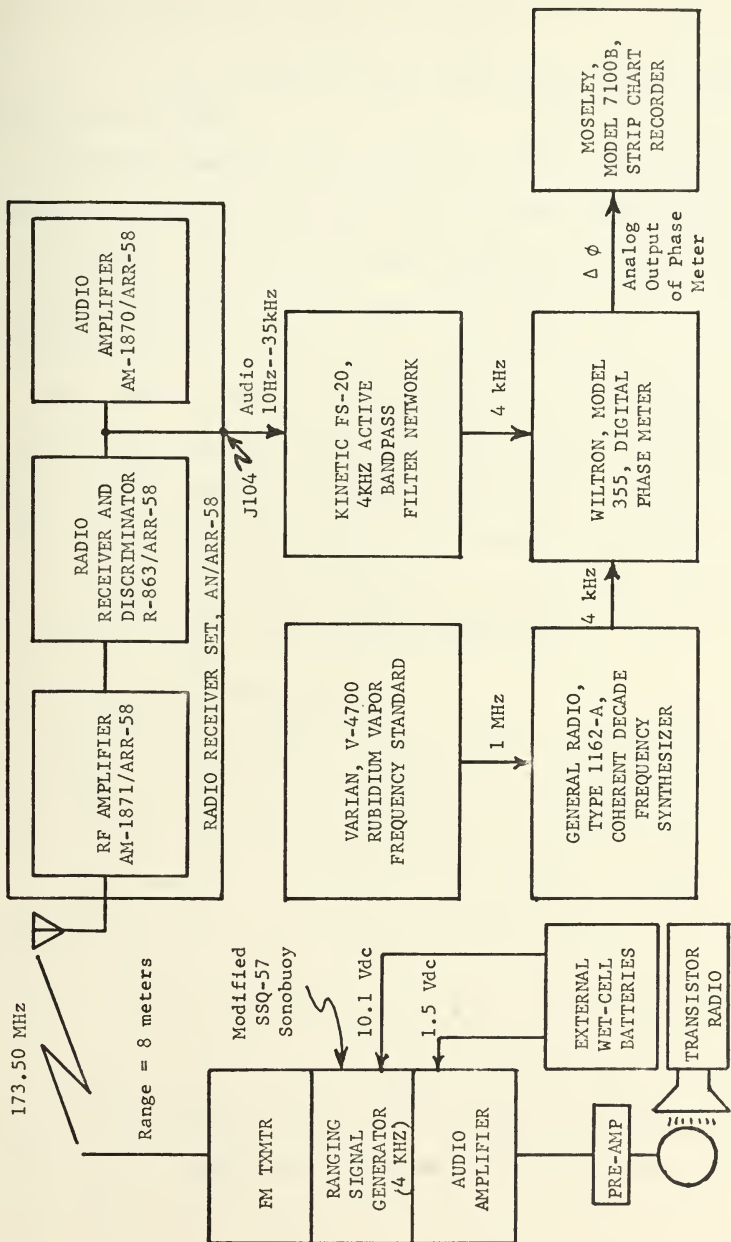 173.50 MHz
Range = 8 meters
FM TXMTR
RANGING
SIGNAL
GENERATOR
(4 KHZ)
AUDIO
AMPLIFIER
Modified
SSQ-57
Sonobuoy
10.1 Vdc
1.5 Vdc
PRE-AMP
EXTERNAL
WET-CELL
BATTERIES
TRANSISTOR
RADIO
RF AMPLIFIER
AM-1871/ARR-58
RADIO
RECEIVER AND
DISCRIMINATOR
R-863/ARR-58
AUDIO
AMPLIFIER
AM-1870/ARR-58
RADIO RECEIVER SET, AN/ARR-58
J104
Audio
10Hz--35kHz
VARIAN, V-4700
RUBIDIUM VAPOR
FREQUENCY STANDARD
1 MHz
KINETIC FS-20,
4KHZ ACTIVE
BANDPASS
FILTER NETWORK
4 kHz
GENERAL RADIO,
TYPE 1162-A,
COHERENT DECADE
FREQUENCY
SYNTHESIZER
4 kHz
WILTRON, MODEL
355, DIGITAL
PHASE METER
Δ φ
Analog
Output
of Phase
Meter
MOSELEY,
MODEL 7100B,
STRIP CHART
RECORDER